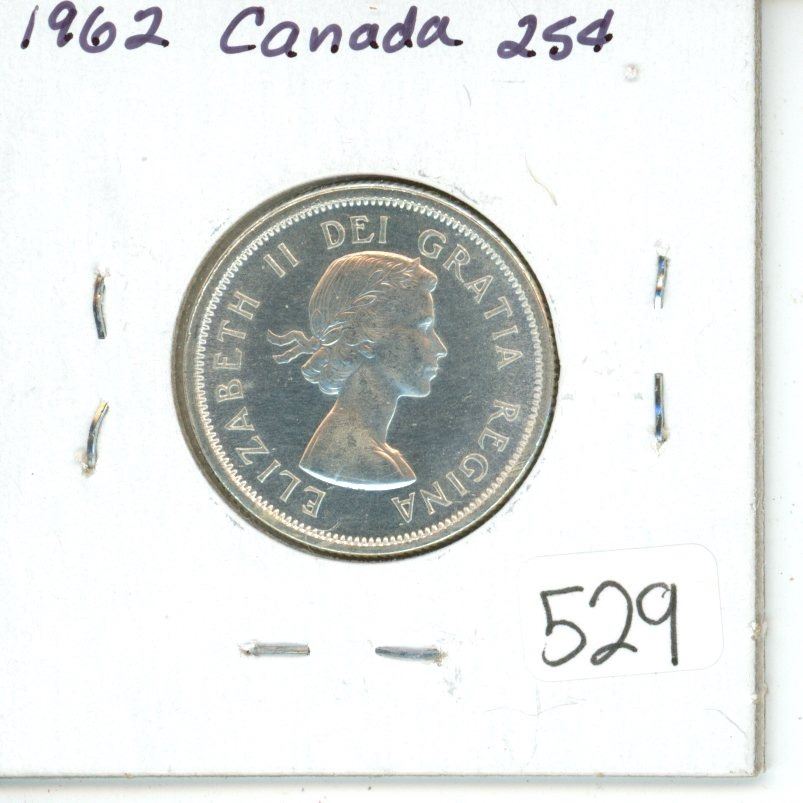 1962 Canada 25¢
ELIZABETH II DEI GRATIA REGINA
529